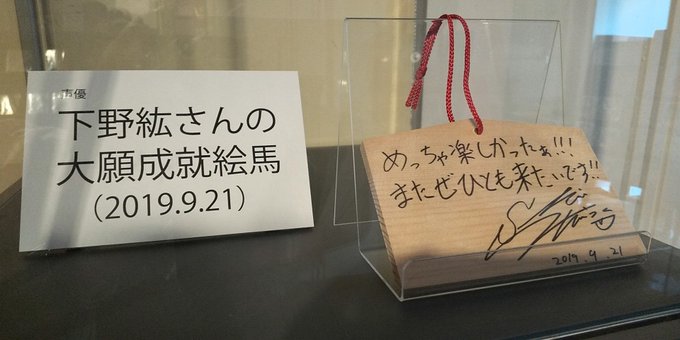 声優
下野紘さんの
大願成就絵馬
（2019.9.21）
めっちゃ楽しかったぁ!!!
またぜひとも来たいです!!
2019.9.21